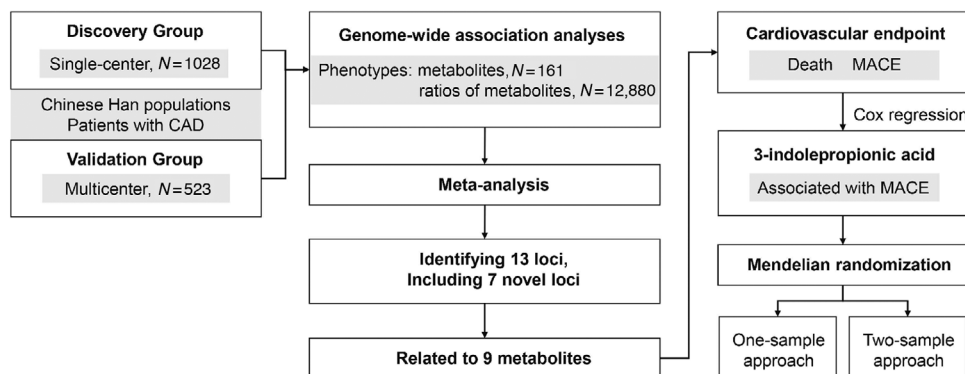 Discovery Group
Single-center, N=1028
Chinese Han populations
Patients with CAD
Validation Group
Multicenter, N=523
Genome-wide association analyses
Phenotypes: metabolites, N=161
ratios of metabolites, N=12,880
Meta-analysis
Identifying 13 loci,
Including 7 novel loci
Related to 9 metabolites
Cardiovascular endpoint
Death MACE
Cox regression
3-indolepropionic acid
Associated with MACE
Mendelian randomization
One-sample
approach
Two-sample
approach